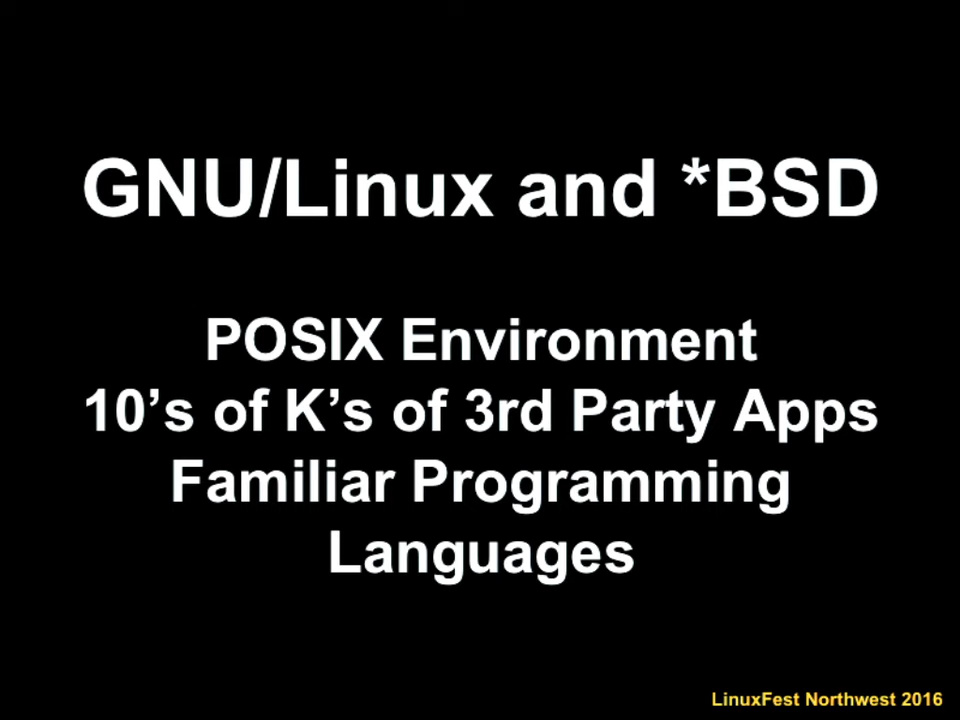 GNU/Linux and *BSD
POSIX Environment
10’s of K’s of 3rd Party Apps
Familiar Programming
Languages
LinuxFest Northwest 2016